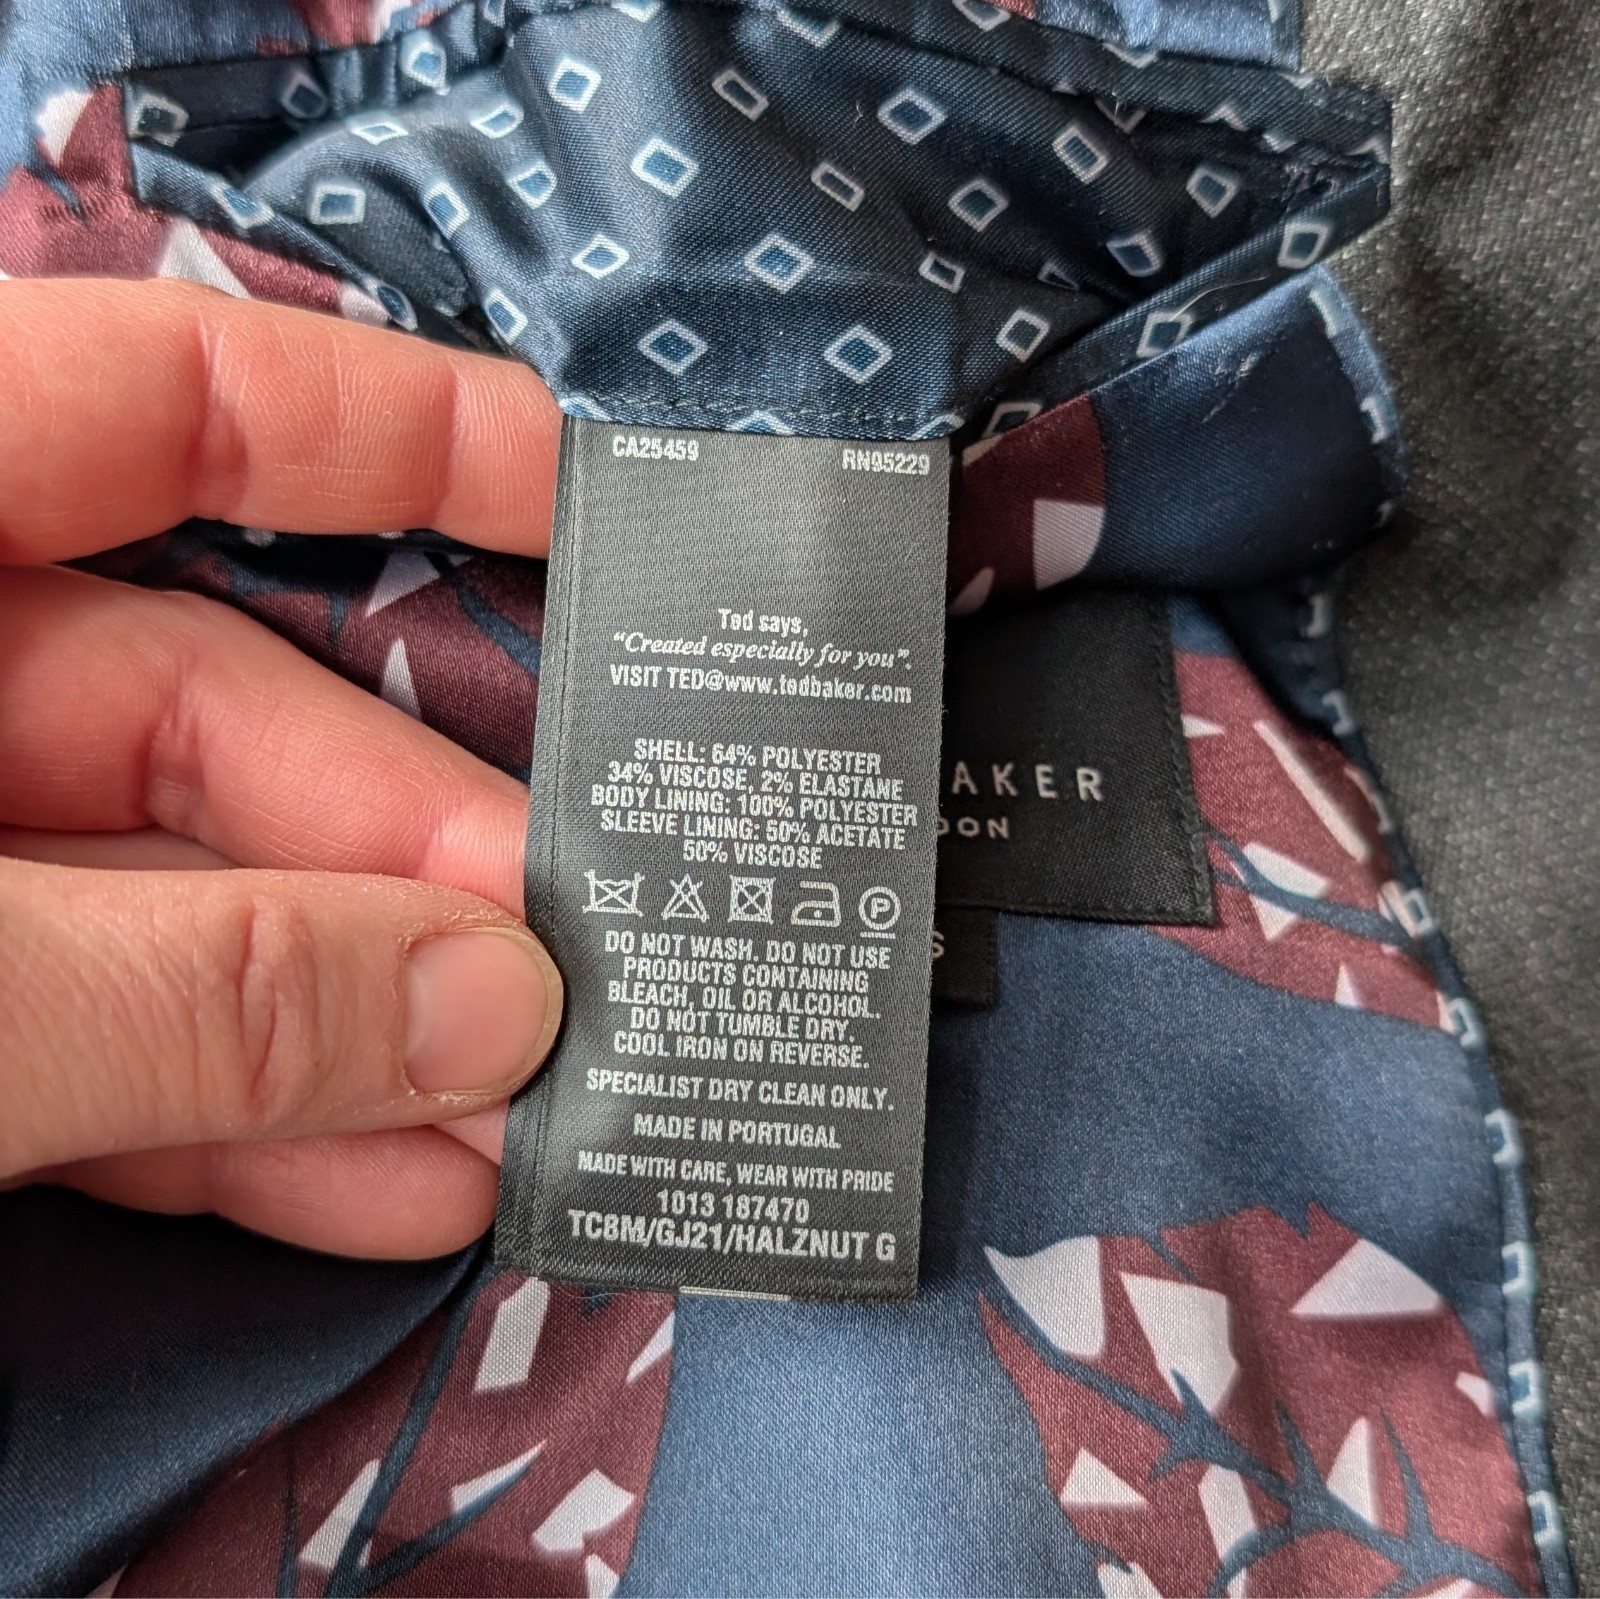 CA25459 RN95229
Ted says,
"Created especially for you".
VISIT TED@www.tedbaker.com
SHELL: 64% POLYESTER
34% VISCOSE, 2% ELASTANE
BODY LINING: 100% POLYESTER
SLEEVE LINING: 50% ACETATE
50% VISCOSE
P
DO NOT WASH. DO NOT USE
PRODUCTS CONTAINING
BLEACH, OIL OR ALCOHOL.
DO NOT TUMBLE DRY.
COOL IRON ON REVERSE.
SPECIALIST DRY CLEAN ONLY.
MADE IN PORTUGAL
MADE WITH CARE, WEAR WITH PRIDE
1013 187470
TC8M/GJ21/HALZNUT G
AKER
DON
S